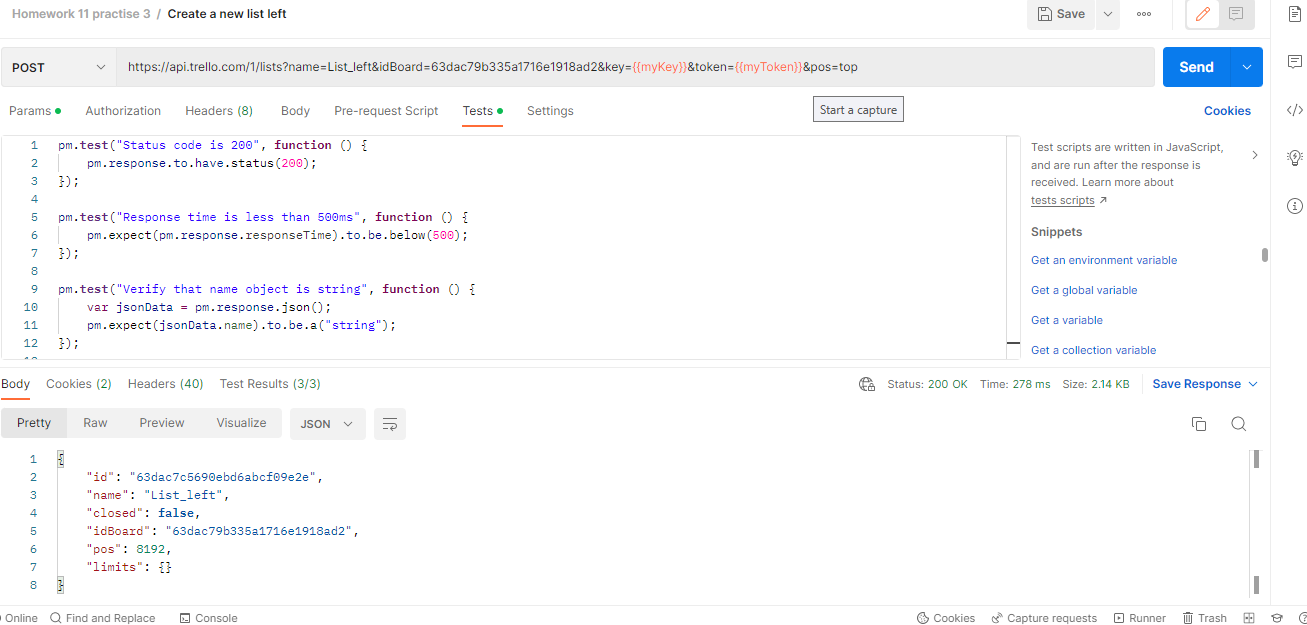 Homework 11 practise 3 / Create a new list left
Save
POST
https://api.trello.com/1/lists?name=List_left&idBoard=63dac79b335a1716e1918ad2&key={{myKey}}&token={{myToken}}&pos=top
Send
Params
Authorization
Headers (8)
Body
Pre-request Script
Tests
Settings
Start a capture
Cookies
1 pm.test("Status code is 200", function () {
2 pm.response.to.have.status(200);
3 });
4
5 pm.test("Response time is less than 500ms", function () {
6 pm.expect(pm.response.responseTime).to.be.below(500);
7 });
8
9 pm.test("Verify that name object is string", function () {
10 var jsonData = pm.response.json();
11 pm.expect(jsonData.name).to.be.a("string");
12 });
Test scripts are written in JavaScript,
and are run after the response is
received. Learn more about
tests scripts ↗
Snippets
Get an environment variable
Get a global variable
Get a variable
Get a collection variable
Body
Cookies (2)
Headers (40)
Test Results (3/3)
Status: 200 OK
Time: 278 ms
Size: 2.14 KB
Save Response
Pretty
Raw
Preview
Visualize
JSON
1 {
2 "id": "63dac7c5690ebd6abcf09e2e",
3 "name": "List_left",
4 "closed": false,
5 "idBoard": "63dac79b335a1716e1918ad2",
6 "pos": 8192,
7 "limits": {}
8 }
Online
Find and Replace
Console
Cookies
Capture requests
Runner
Trash